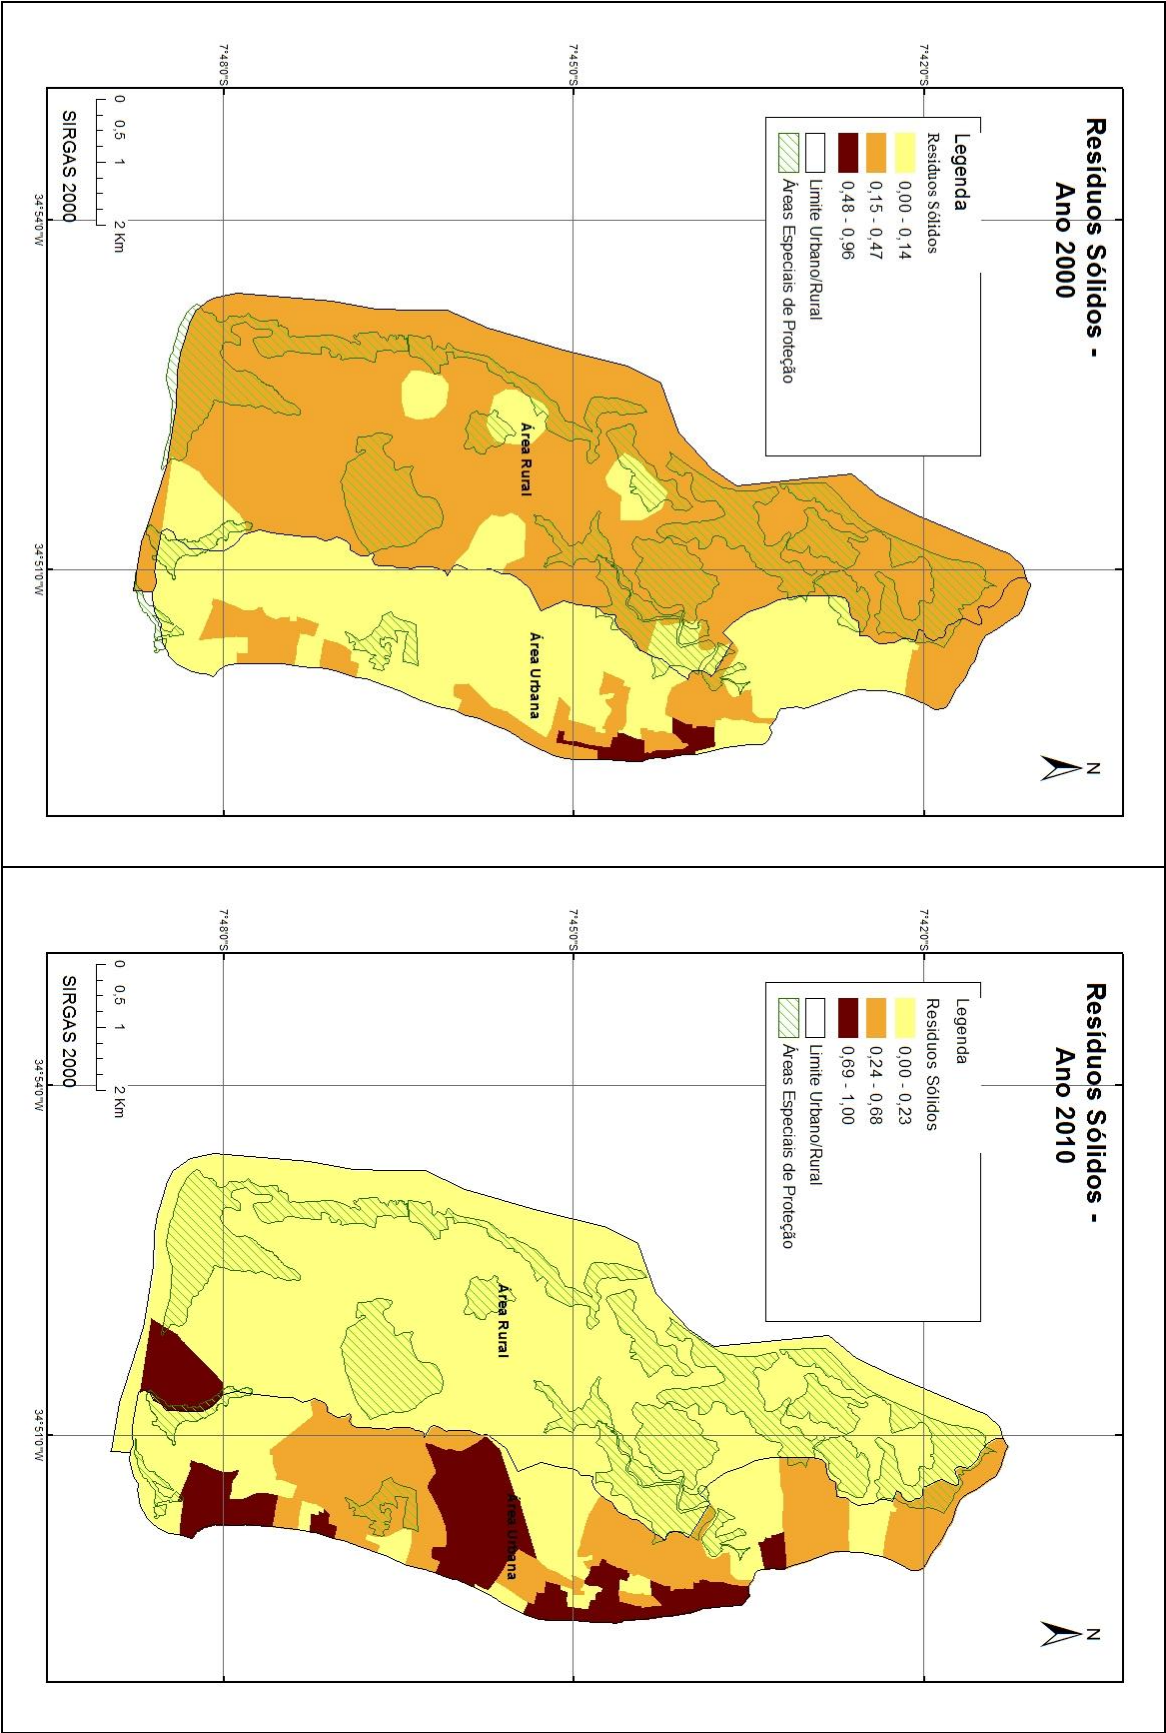 Resíduos Sólidos -
Ano 2000
Legenda
Residuos Sólidos
0,00 - 0,14
0,15 - 0,47
0,48 - 0,96
Limite Urbano/Rural
Áreas Especiais de Proteção
7°48'0"S
7°45'0"S
7°42'0"S
34°54'0"W
34°51'0"W
Área Rural
Área Urbana
N
0 0,5 1 2 Km
SIRGAS 2000
Resíduos Sólidos -
Ano 2010
Legenda
Residuos Sólidos
0,00 - 0,23
0,24 - 0,68
0,69 - 1,00
Limite Urbano/Rural
Áreas Especiais de Proteção
7°48'0"S
7°45'0"S
7°42'0"S
34°54'0"W
34°51'0"W
Área Rural
Área Urbana
N
0 0,5 1 2 Km
SIRGAS 2000